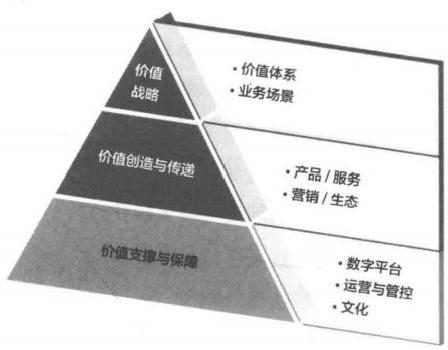 价值
战略
• 价值体系
• 业务场景
价值创造与传递
• 产品 / 服务
• 营销 / 生态
价值支撑与保障
• 数字平台
• 运营与管控
• 文化